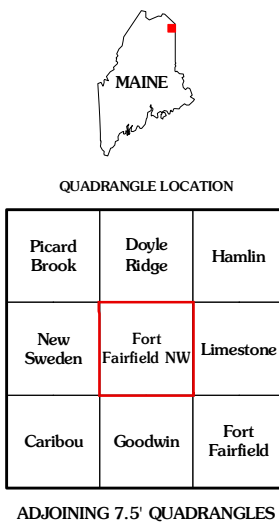 MAINE
QUADRANGLE LOCATION
Picard
Brook
Doyle
Ridge
Hamlin
New
Sweden
Fort
Fairfield NW
Limestone
Caribou
Goodwin
Fort
Fairfield
ADJOINING 7.5' QUADRANGLES